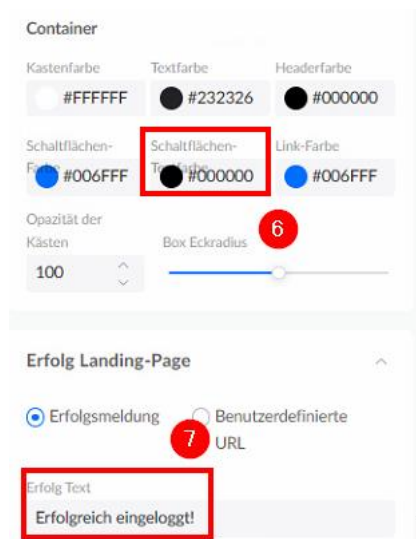 Container
Kastenfarbe Textfarbe Headerfarbe
#FFFFFF #232326 #000000
Schaltflächen- Schaltflächen- Link-Farbe
Farbe Textfarbe
#006FFF #000000 #006FFF
Opazität der
Kästen Box Eckradius 6
100
Erfolg Landing-Page
Erfolgsmeldung Benutzerdefinierte
7 URL
Erfolg Text
Erfolgreich eingeloggt!